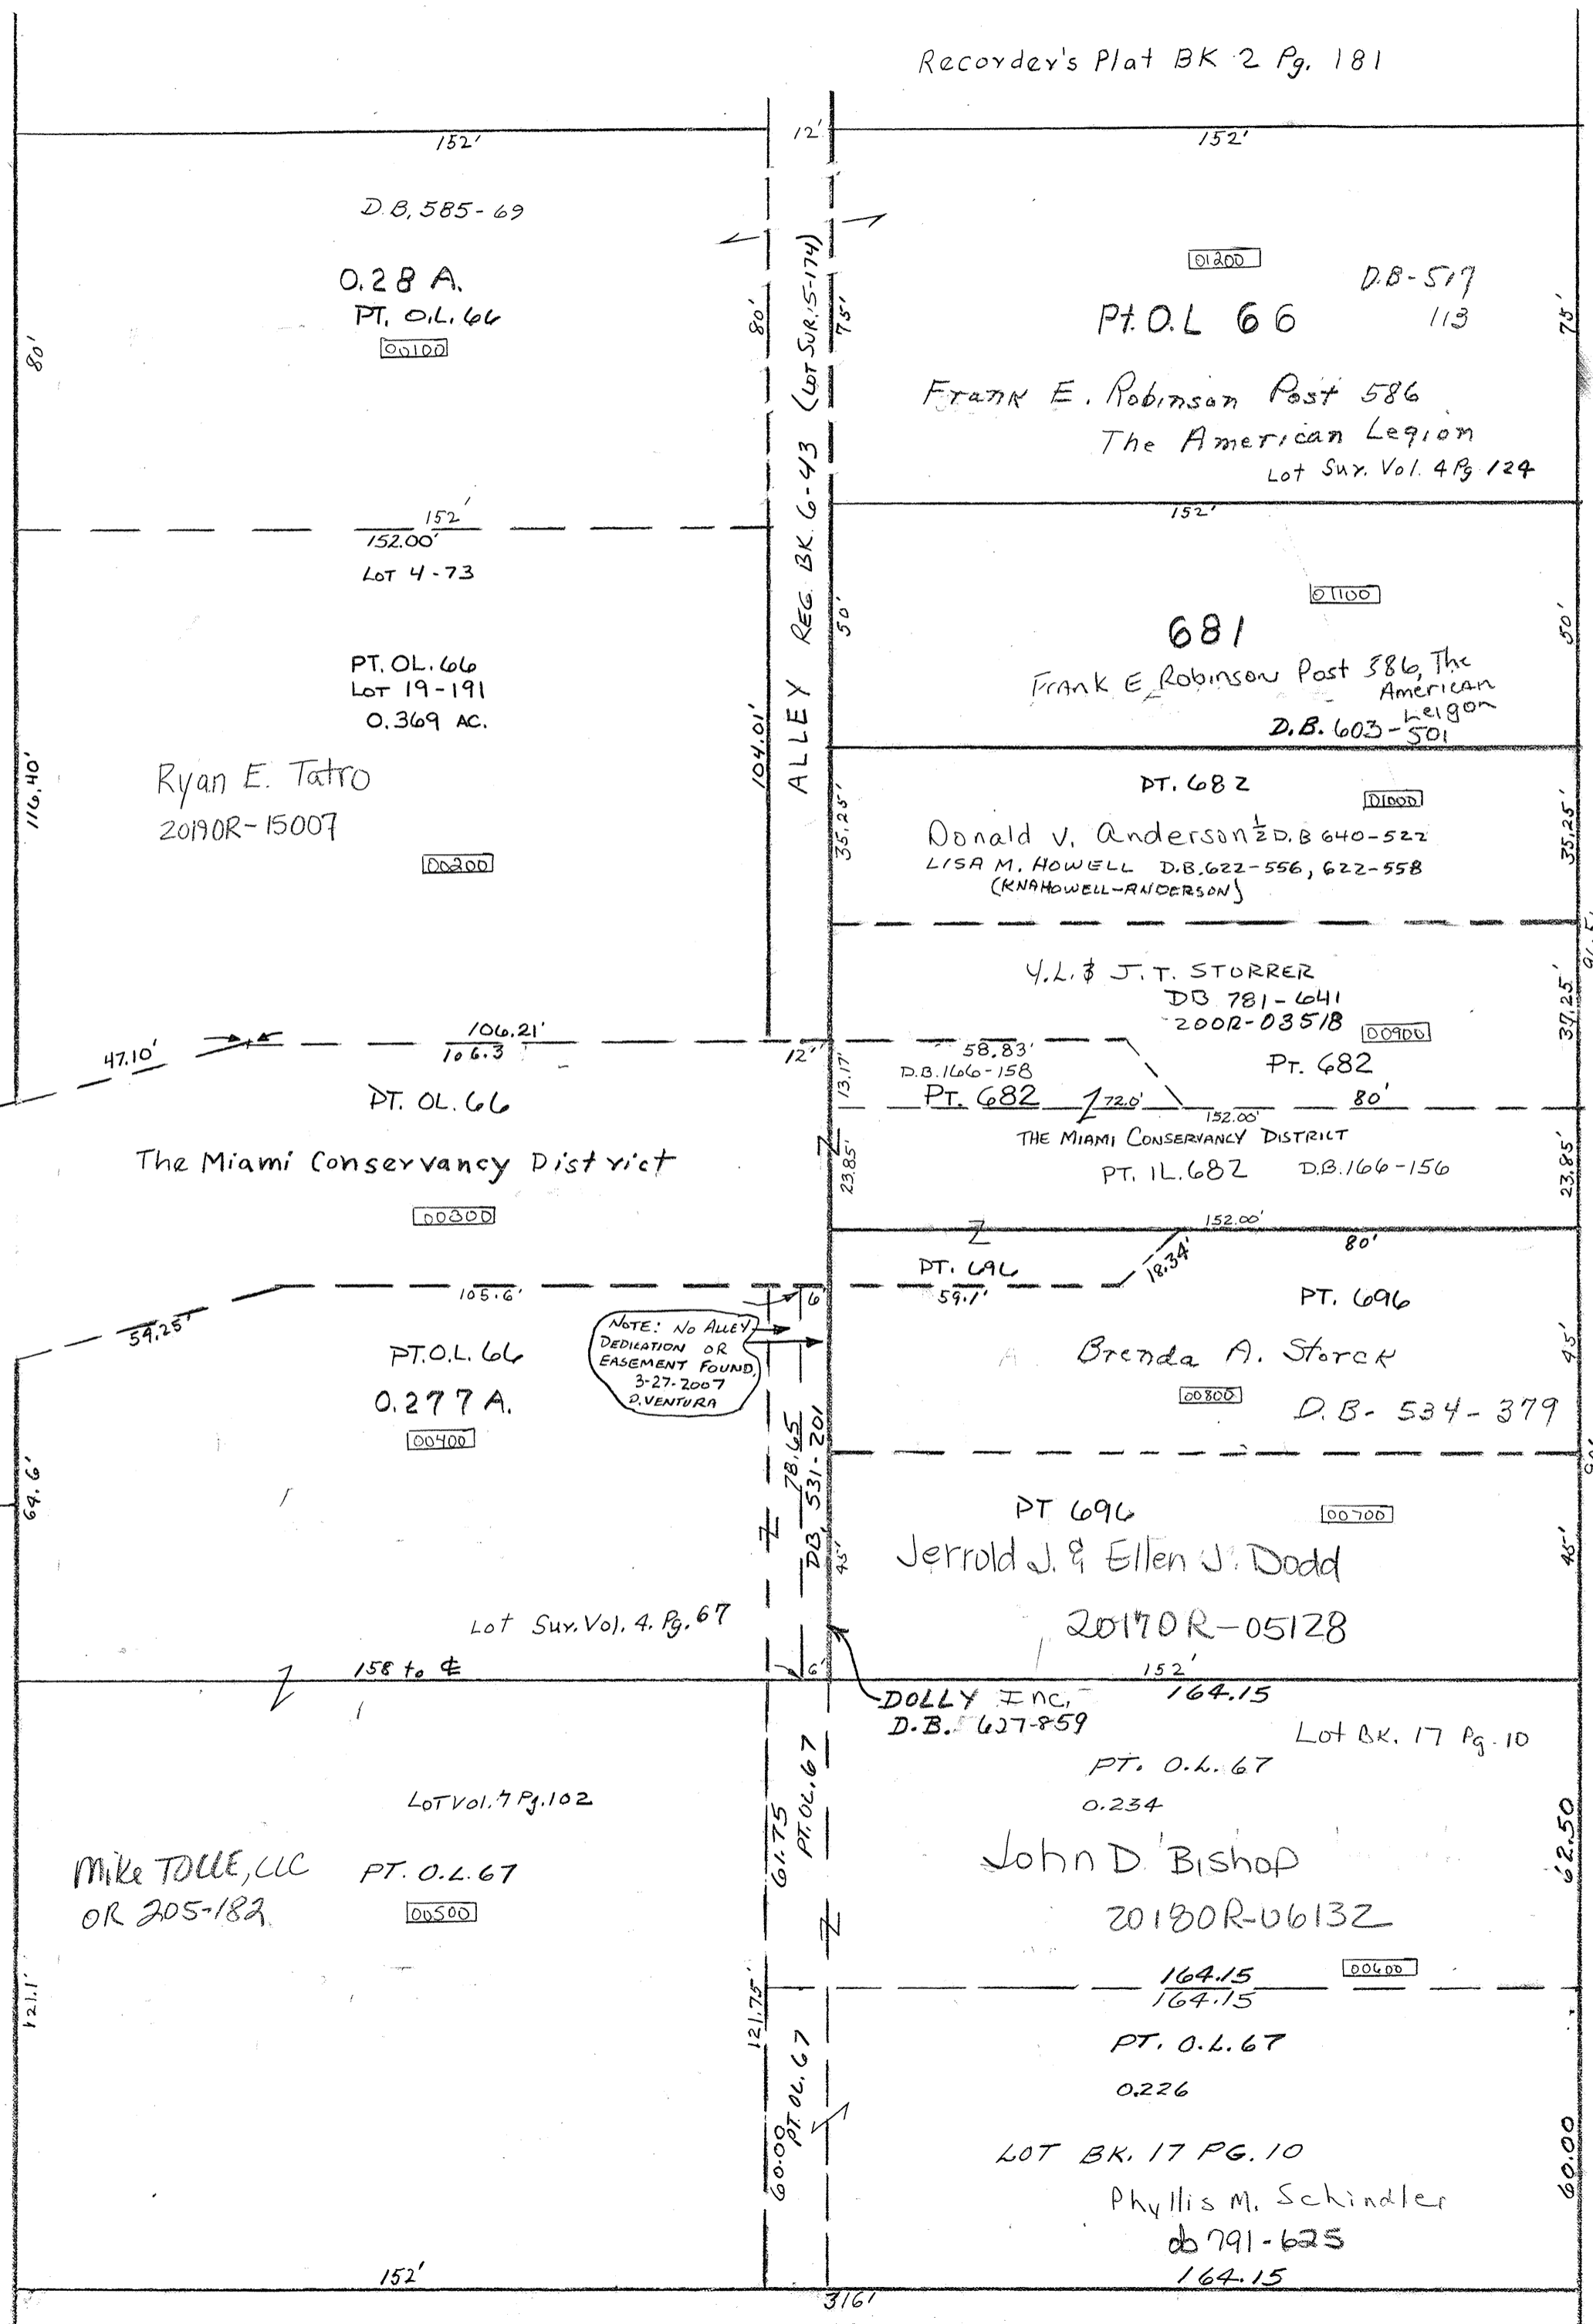 Recorder's Plat BK 2 Pg. 181
152'
12'
152'
D.B. 585-69
0.28 A.
PT. O.L. 66
00100
80'
80'
ALLEY REG. BK. 6-43 (LOT SUR. 15-174)
75'
01200
D.B-517
113
Pt. O.L 66
75'
Frank E. Robinson Post 586
The American Legion
Lot Sur. Vol. 4 Pg 124
152'
152'
152.00'
LOT 4-73
PT. OL. 66
LOT 19-191
0.369 AC.
Ryan E. Tatro
2019OR-15007
00200
116.40'
104.01'
50'
01100
681
50'
Frank E. Robinson Post 586, The
American
Leigon
D.B. 603-501
PT. 682
01000
35.25'
Donald V. Anderson ½ D.B 640-522
LISA M. HOWELL D.B. 622-556, 622-558
(KNAHOWELL-ANDERSON)
35.25'
Y.L. & J.T. STORRER
DB 781-641
200R-03518
00900
37.25'
PT. 682
47.10'
106.21'
106.3
12'
13.17'
58.83'
D.B. 166-158
PT. 682
72.0'
152.00'
80'
PT. OL. 66
The Miami Conservancy District
00300
23.85'
THE MIAMI CONSERVANCY DISTRICT
PT. IL. 682 D.B. 166-156
23.85'
152.00'
80'
PT. 696
59.1'
18.34'
PT. 696
105.6'
59.25'
6'
NOTE: NO ALLEY
DEDICATION OR
EASEMENT FOUND.
3-27-2007
D. VENTURA
PT. O.L. 66
0.277 A.
00400
64.6'
Brenda A. Storck
00800
D.B- 534-379
45'
78.65
DB, 531-201
45'
PT 696
00700
Jerrold J. & Ellen J. Dodd
2017OR-05128
45'
Lot Sur. Vol. 4. Pg. 67
158 to ℄
6'
152'
164.15
DOLLY Inc.
D.B. 627-859
Lot BK. 17 Pg. 10
PT. O.L. 67
0.234
John D Bishop
2018OR-06132
62.50
LOT Vol. 7 Pg. 102
Mike TOLLE, LLC
OR 205-182
PT. O.L. 67
00500
61.75
PT. OL. 67
121.1'
121.75'
164.15
00600
164.15
PT. O.L. 67
0.226
60.00
PT. OL. 67
LOT BK. 17 PG. 10
Phyllis M. Schindler
db 791-625
60.00
152'
164.15
316'